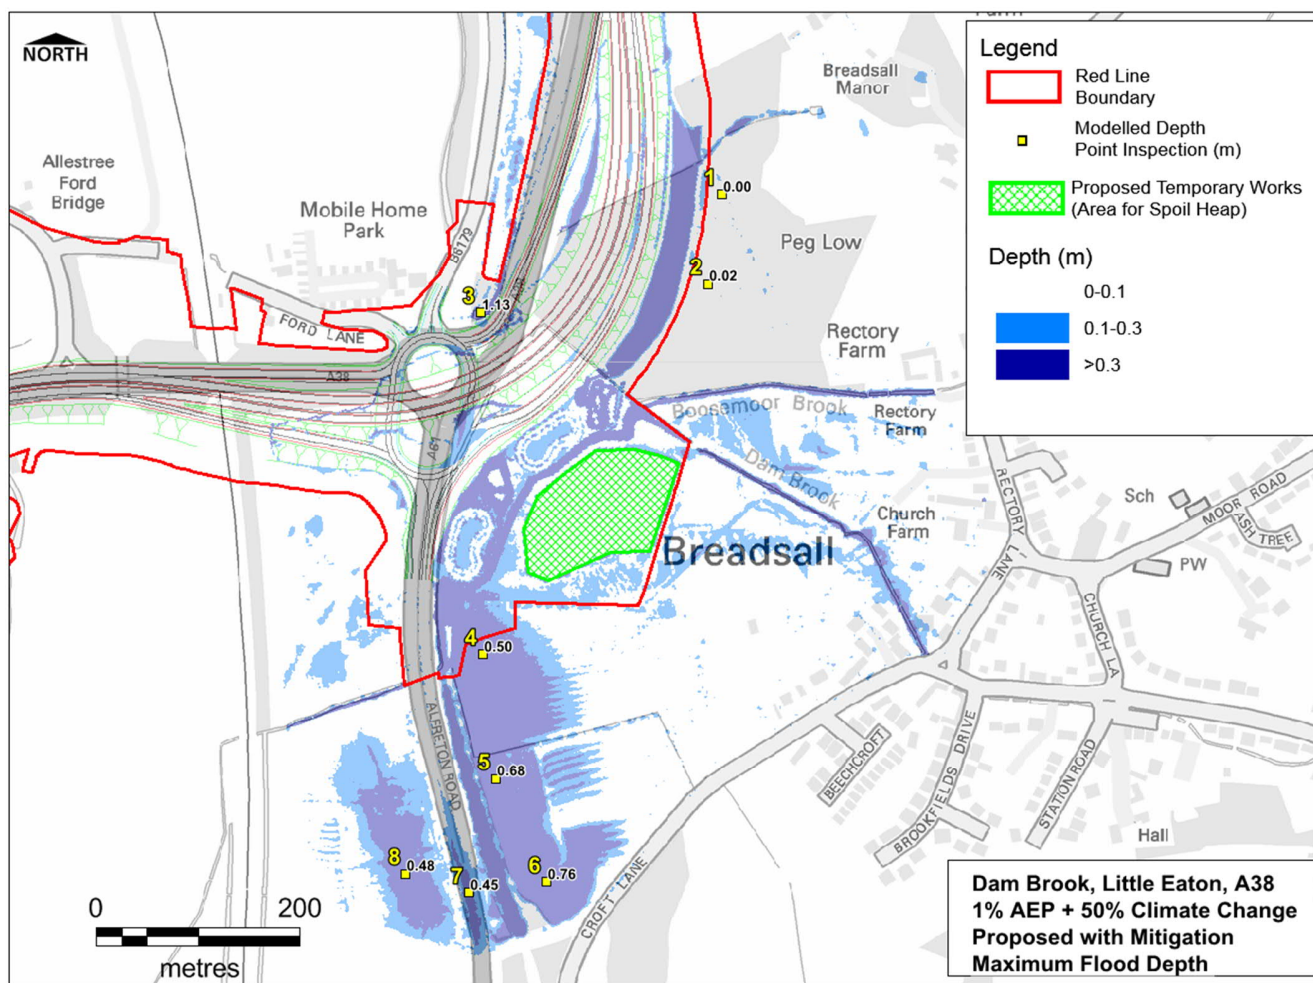 NORTH
Breadsall
Manor
Allestree
Ford
Bridge
Mobile Home
Park
B6179
A38
FORD LANE
A38
A61
1
0.00
Peg Low
2
0.02
3
1.13
Rectory
Farm
Boosemoor Brook
Rectory
Farm
Dam Brook
Church
Farm
Breadsall
RECTORY LANE
Sch
MOOR ROAD
ASH TREE
PW
CHURCH LA
4
0.50
ALFRETON ROAD
5
0.68
6
0.76
7
0.45
8
0.48
CROFT LANE
BEECHCROFT
BROOKFIELDS DRIVE
STATION ROAD
Hall
0 200
metres
Legend
Red Line
Boundary
Modelled Depth
Point Inspection (m)
Proposed Temporary Works
(Area for Spoil Heap)
Depth (m)
0-0.1
0.1-0.3
>0.3
Dam Brook, Little Eaton, A38
1% AEP + 50% Climate Change
Proposed with Mitigation
Maximum Flood Depth